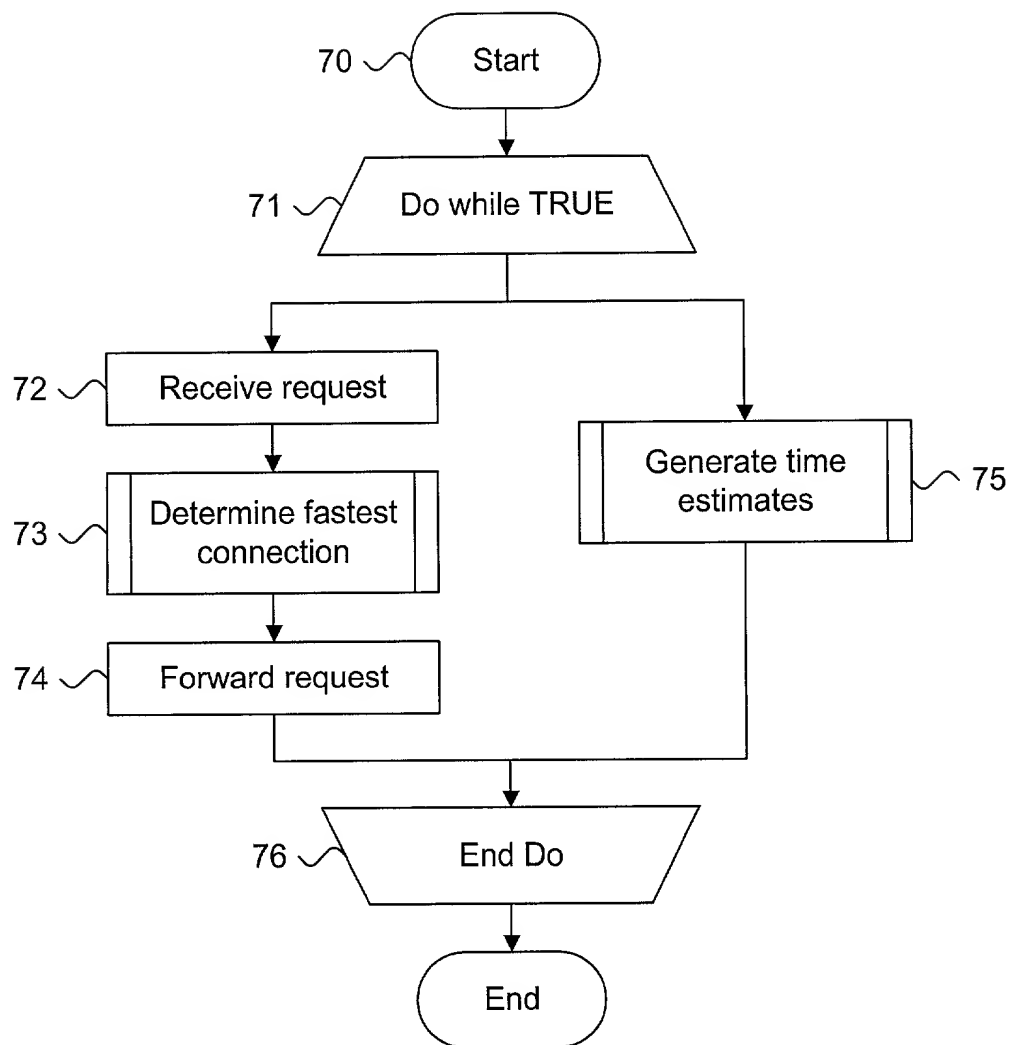 70
Start
71
Do while TRUE
72
Receive request
73
Determine fastest
connection
74
Forward request
Generate time
estimates
75
76
End Do
End